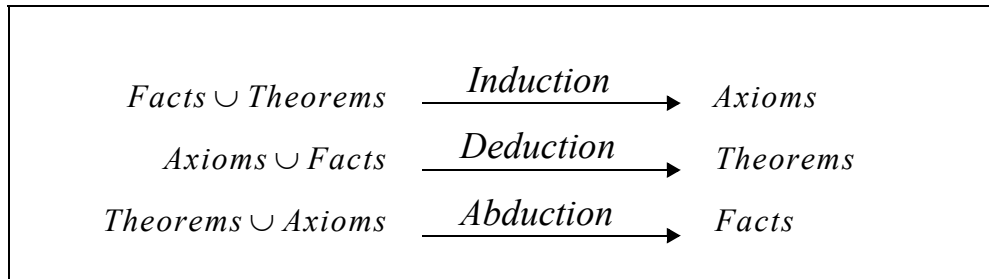 Facts ∪ Theorems Induction Axioms
Axioms ∪ Facts Deduction Theorems
Theorems ∪ Axioms Abduction Facts